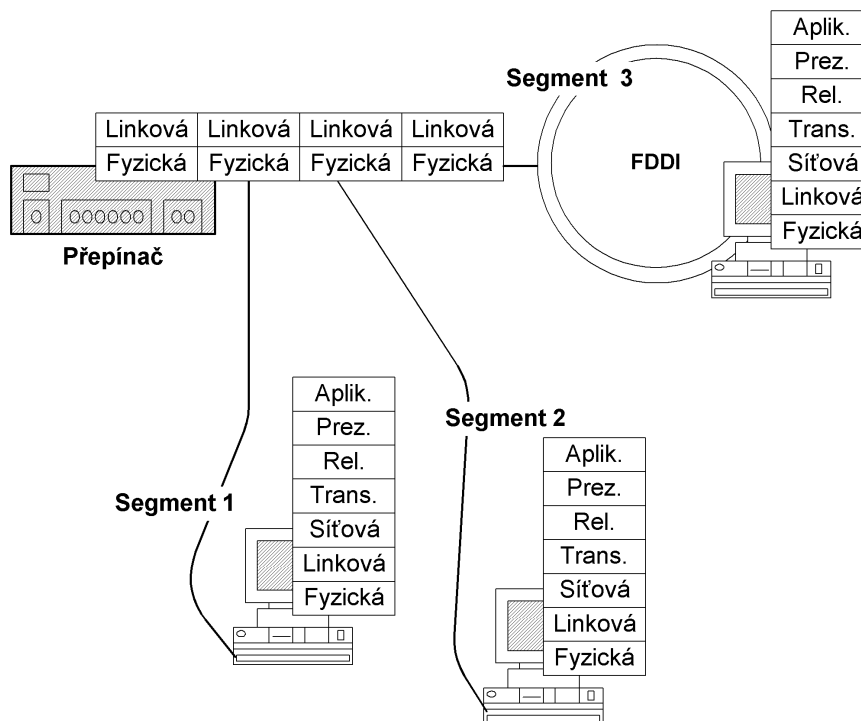 Aplik.
Prez.
Rel.
Trans.
Síťová
Linková
Fyzická
Segment 3
FDDI
Linková Linková Linková Linková
Fyzická Fyzická Fyzická Fyzická
Přepínač
Segment 1
Aplik.
Prez.
Rel.
Trans.
Síťová
Linková
Fyzická
Segment 2
Aplik.
Prez.
Rel.
Trans.
Síťová
Linková
Fyzická